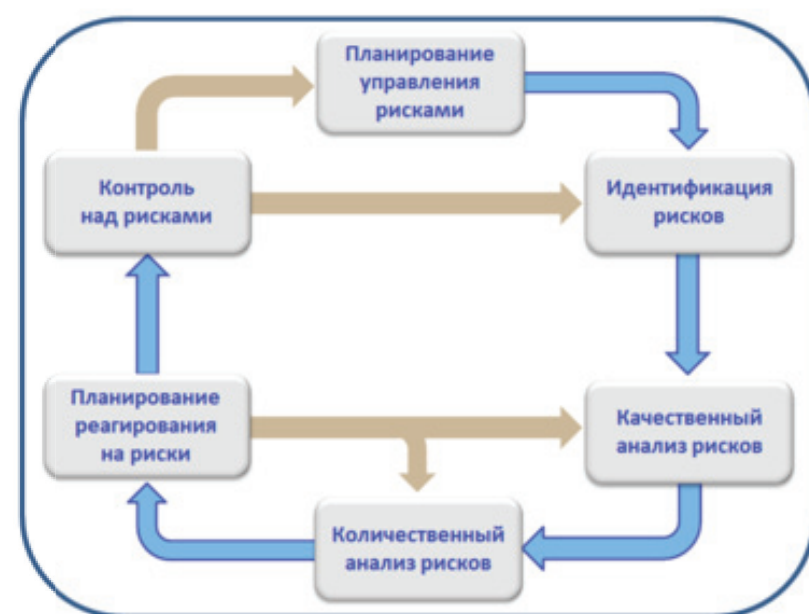 Планирование
управления
рисками
Контроль
над рисками
Идентификация
рисков
Планирование
реагирования
на риски
Качественный
анализ рисков
Количественный
анализ рисков